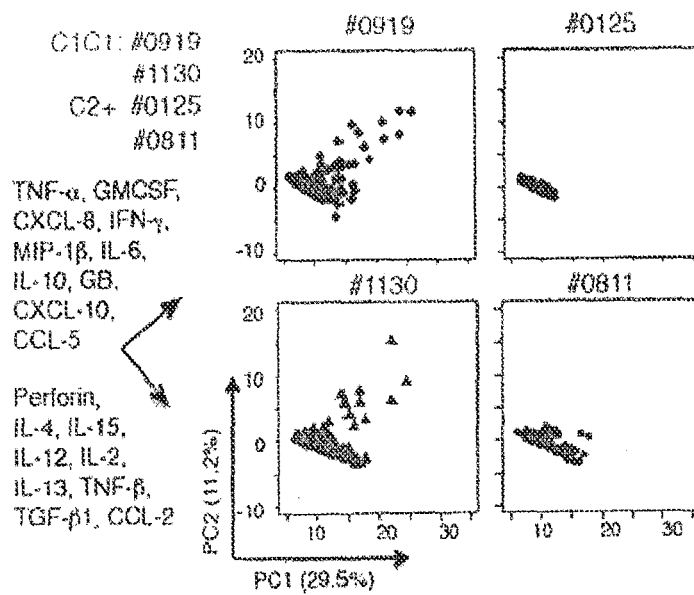 C1C1: #0919
#1130
C2+ #0125
#0811
TNF-α, GMCSF,
CXCL-8, IFN-γ,
MIP-1β, IL-6,
IL-10, GB,
CXCL-10,
CCL-5
Perforin,
IL-4, IL-15,
IL-12, IL-2,
IL-13, TNF-β,
TGF-β1, CCL-2
#0919
#0125
20
10
0
-10
#1130
#0811
20
10
0
-10
10 20 30
10 20 30
PC2 (11.2%)
PC1 (29.5%)